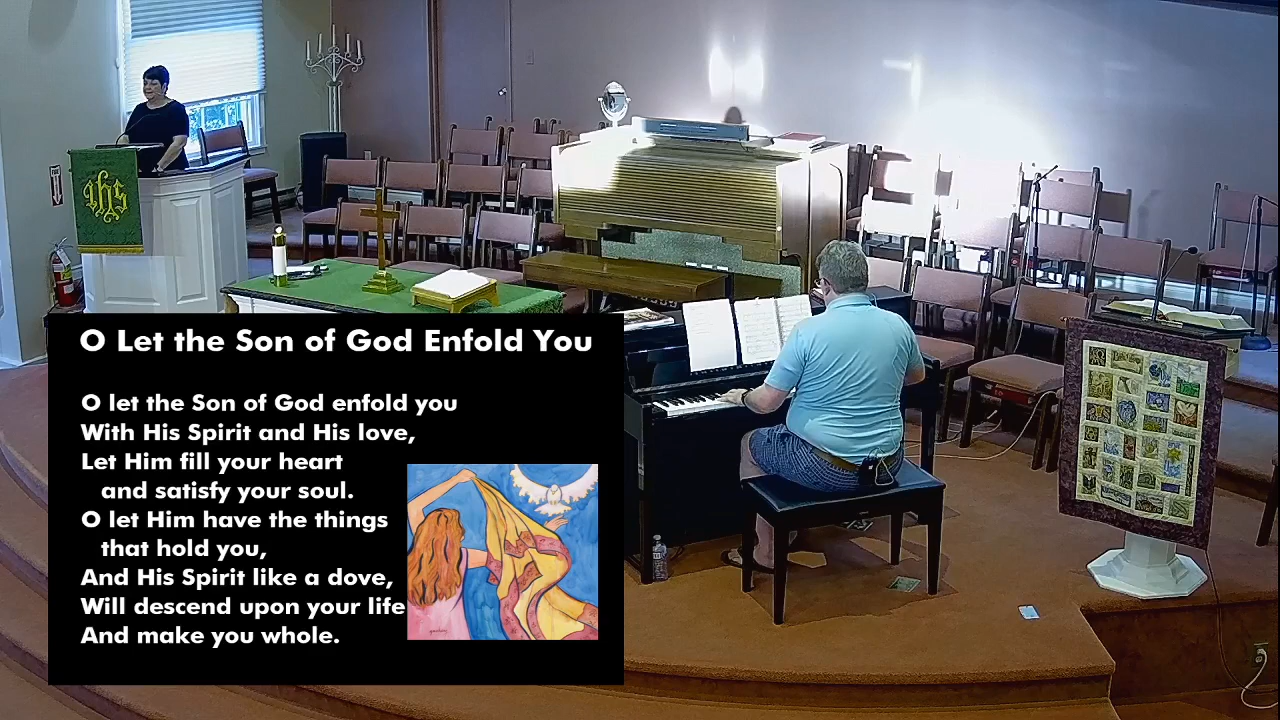 ihs
O Let the Son of God Enfold You
O let the Son of God enfold you
With His Spirit and His love,
Let Him fill your heart
and satisfy your soul.
O let Him have the things
that hold you,
And His Spirit like a dove,
Will descend upon your life
And make you whole.